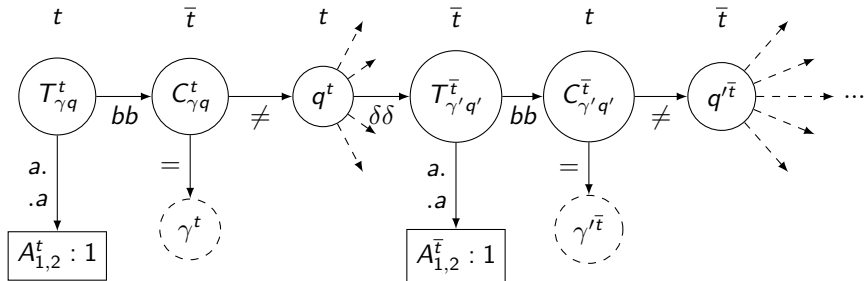 t t̄ t t̄ t t̄
T^t_{γq} C^t_{γq} q^t T^{t̄}_{γ′q′} C^{t̄}_{γ′q′} q′^{t̄} ...
bb ≠ δδ bb ≠
a. = a. =
.a .a
γ^t γ′^{t̄}
A^t_{1,2} : 1 A^{t̄}_{1,2} : 1